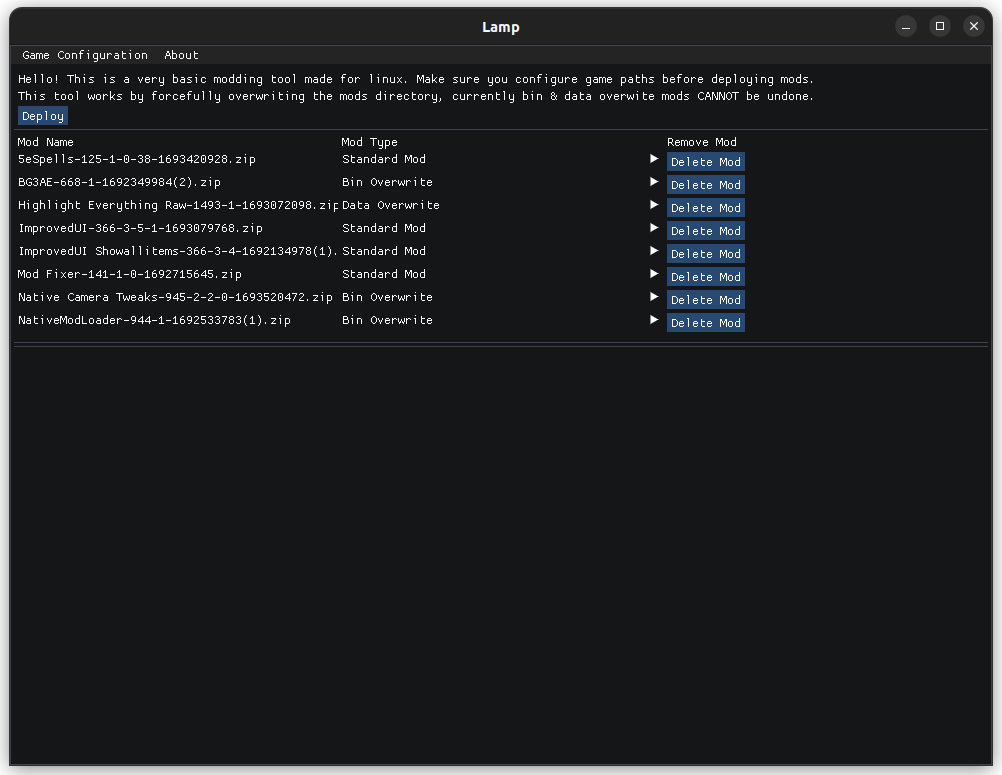 Lamp
Game Configuration About
Hello! This is a very basic modding tool made for linux. Make sure you configure game paths before deploying mods.
This tool works by forcefully overwriting the mods directory, currently bin & data overwite mods CANNOT be undone.
Deploy
Mod Name Mod Type Remove Mod
5eSpells-125-1-0-38-1693420928.zip Standard Mod Delete Mod
BG3AE-668-1-1692349984(2).zip Bin Overwrite Delete Mod
Highlight Everything Raw-1493-1-1693072098.zip Data Overwrite Delete Mod
ImprovedUI-366-3-5-1-1693079768.zip Standard Mod Delete Mod
ImprovedUI Showallitems-366-3-4-1692134978(1). Standard Mod Delete Mod
Mod Fixer-141-1-0-1692715645.zip Standard Mod Delete Mod
Native Camera Tweaks-945-2-2-0-1693520472.zip Bin Overwrite Delete Mod
NativeModLoader-944-1-1692533783(1).zip Bin Overwrite Delete Mod